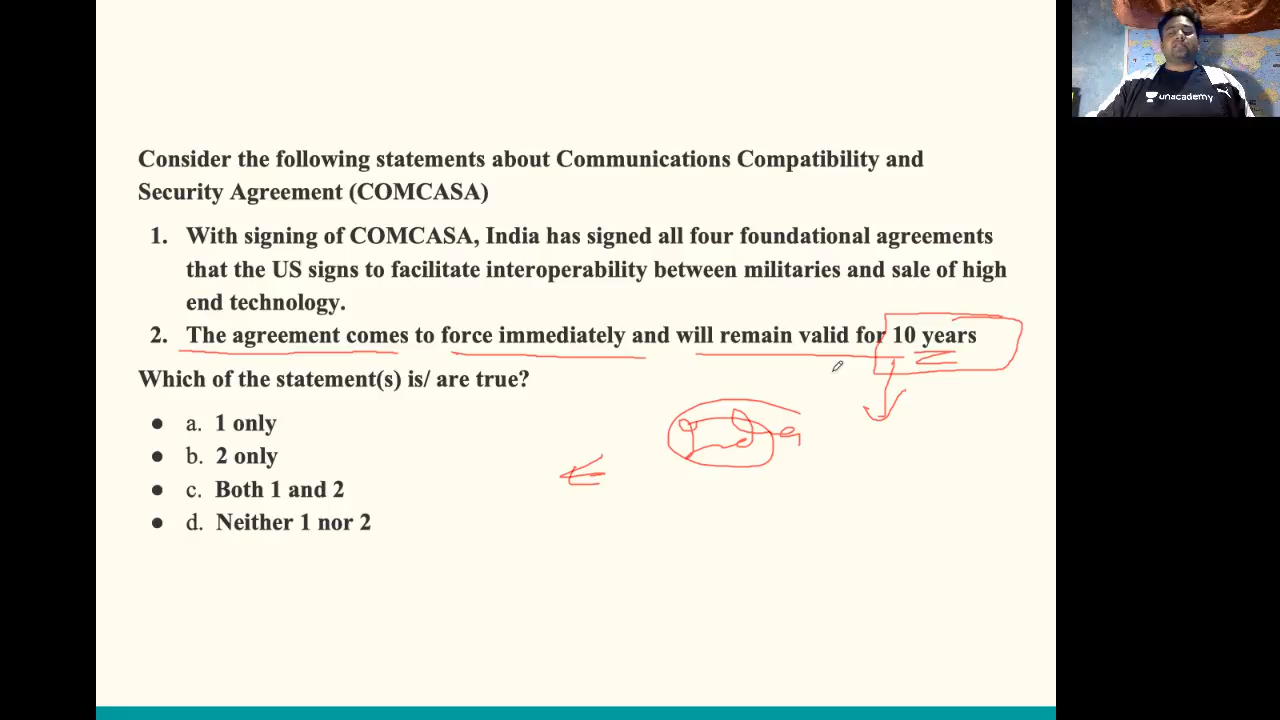 Consider the following statements about Communications Compatibility and
Security Agreement (COMCASA)
1. With signing of COMCASA, India has signed all four foundational agreements
that the US signs to facilitate interoperability between militaries and sale of high
end technology.
2. The agreement comes to force immediately and will remain valid for 10 years
Which of the statement(s) is/ are true?
● a. 1 only
● b. 2 only
● c. Both 1 and 2
● d. Neither 1 nor 2
unacademy